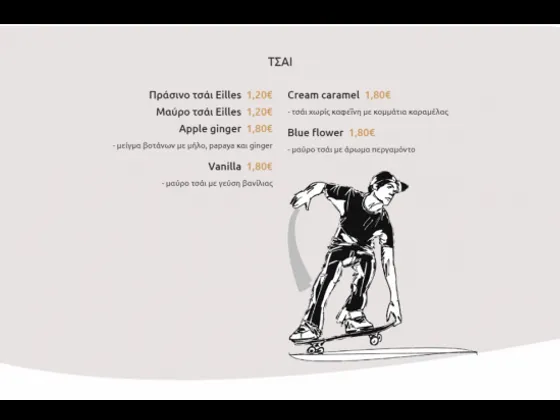 ΤΣΑΙ
Πράσινο τσάι Eilles 1,20€
Μαύρο τσάι Eilles 1,20€
Apple ginger 1,80€
- μείγμα βοτάνων με μήλο, papaya και ginger
Vanilla 1,80€
- μαύρο τσάι με γεύση βανίλιας
Cream caramel 1,80€
- τσάι χωρίς καφεΐνη με κομμάτια καραμέλας
Blue flower 1,80€
- μαύρο τσάι με άρωμα περγαμόντο